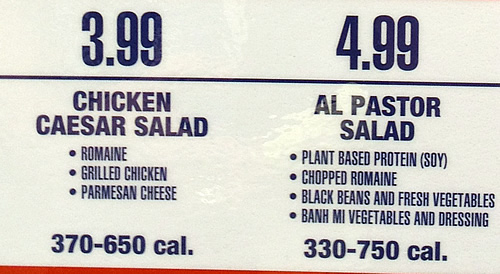 3.99
CHICKEN
CAESAR SALAD
• ROMAINE
• GRILLED CHICKEN
• PARMESAN CHEESE
370-650 cal.
4.99
AL PASTOR
SALAD
• PLANT BASED PROTEIN (SOY)
• CHOPPED ROMAINE
• BLACK BEANS AND FRESH VEGETABLES
• BANH MI VEGETABLES AND DRESSING
330-750 cal.